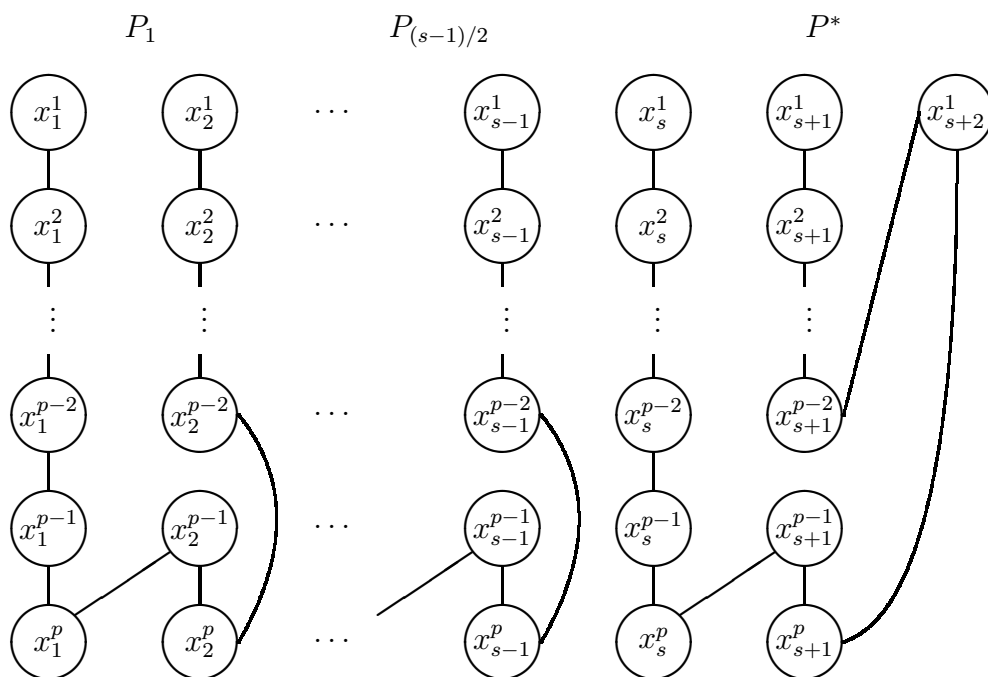 P_1 P_{(s−1)/2} P^*
x_1^1 x_2^1 ⋯ x_{s−1}^1 x_s^1 x_{s+1}^1 x_{s+2}^1
x_1^2 x_2^2 ⋯ x_{s−1}^2 x_s^2 x_{s+1}^2
⋮ ⋮ ⋮ ⋮ ⋮
x_1^{p−2} x_2^{p−2} ⋯ x_{s−1}^{p−2} x_s^{p−2} x_{s+1}^{p−2}
x_1^{p−1} x_2^{p−1} ⋯ x_{s−1}^{p−1} x_s^{p−1} x_{s+1}^{p−1}
x_1^p x_2^p ⋯ x_{s−1}^p x_s^p x_{s+1}^p